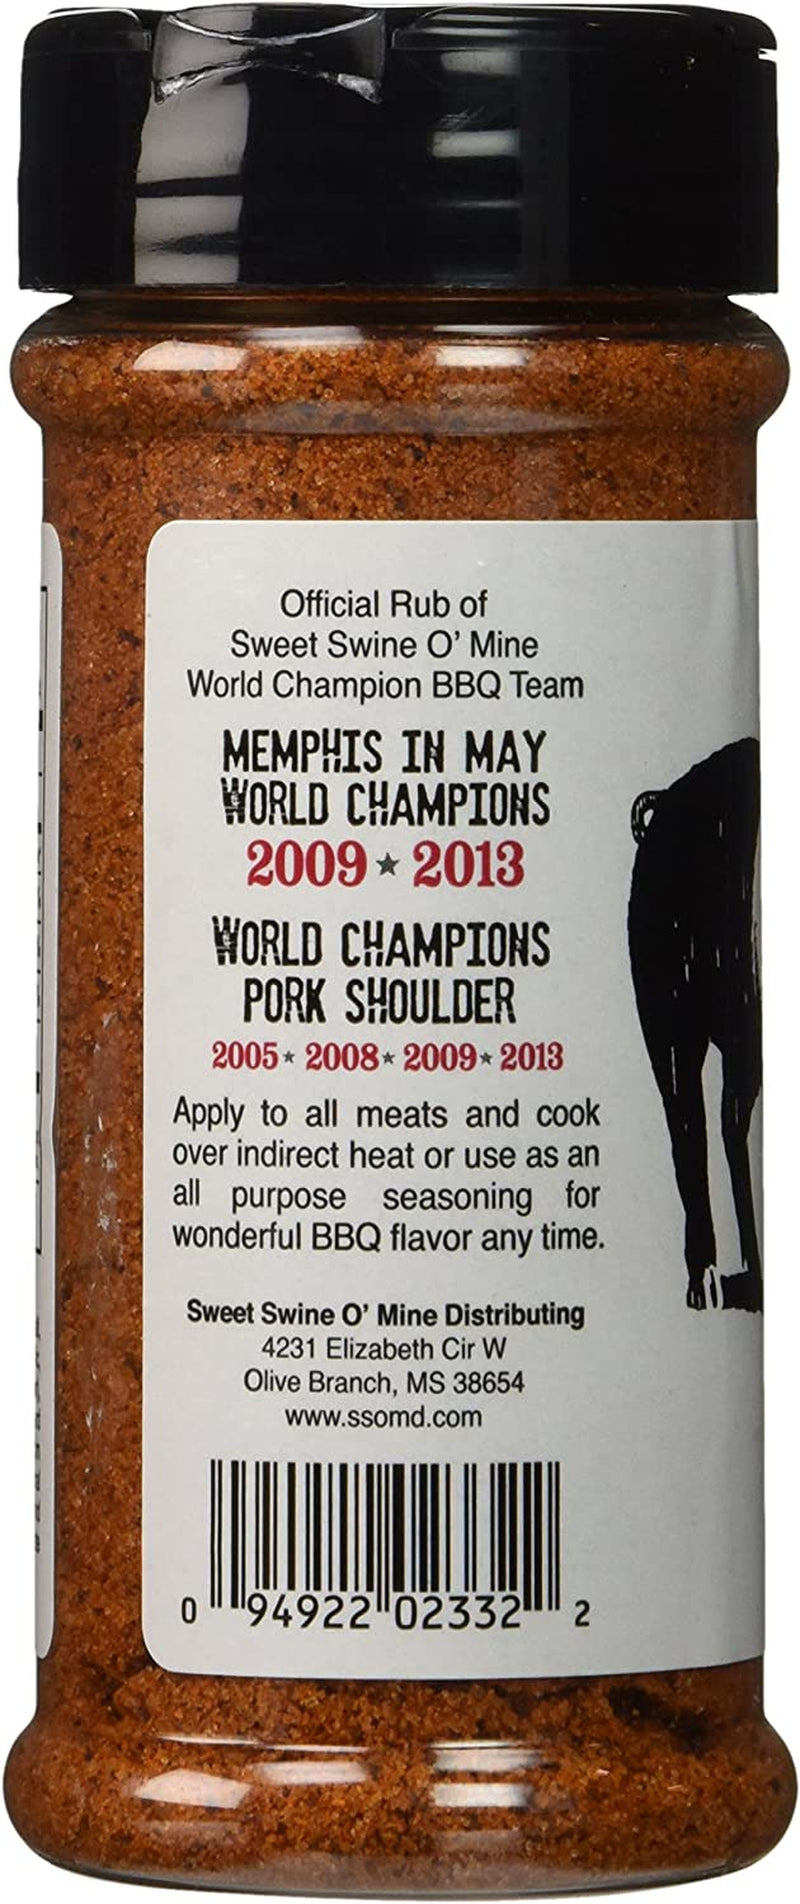 Official Rub of
Sweet Swine O' Mine
World Champion BBQ Team
MEMPHIS IN MAY
WORLD CHAMPIONS
2009 ★ 2013
WORLD CHAMPIONS
PORK SHOULDER
2005 ★ 2008 ★ 2009 ★ 2013
Apply to all meats and cook
over indirect heat or use as an
all purpose seasoning for
wonderful BBQ flavor any time.
Sweet Swine O' Mine Distributing
4231 Elizabeth Cir W
Olive Branch, MS 38654
www.ssomd.com
0 94922 02332 2